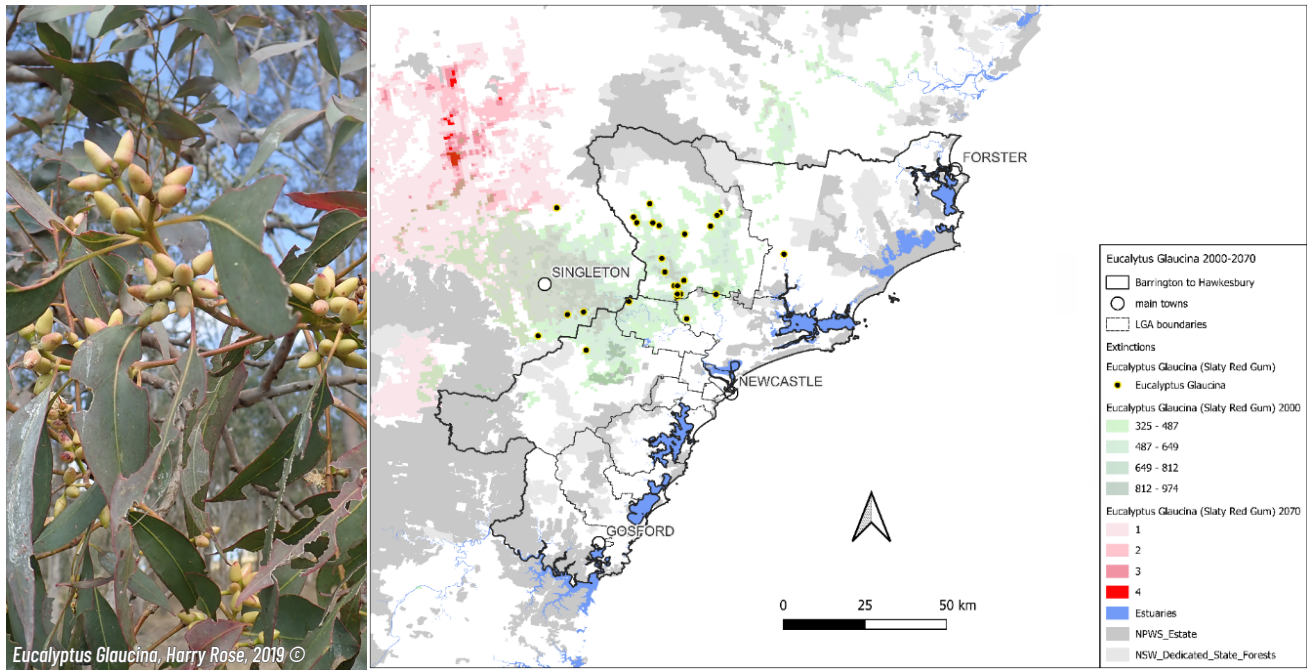 Eucalyptus Glaucina, Harry Rose, 2019 ©
FORSTER
SINGLETON
NEWCASTLE
GOSFORD
0 25 50 km
Eucalyptus Glaucina 2000-2070
Barrington to Hawkesbury
main towns
LGA boundaries
Extinctions
Eucalyptus Glaucina (Slaty Red Gum)
Eucalyptus Glaucina
Eucalyptus Glaucina (Slaty Red Gum) 2000
325 - 487
487 - 649
649 - 812
812 - 974
Eucalyptus Glaucina (Slaty Red Gum) 2070
1
2
3
4
Estuaries
NPWS_Estate
NSW_Dedicated_State_Forests